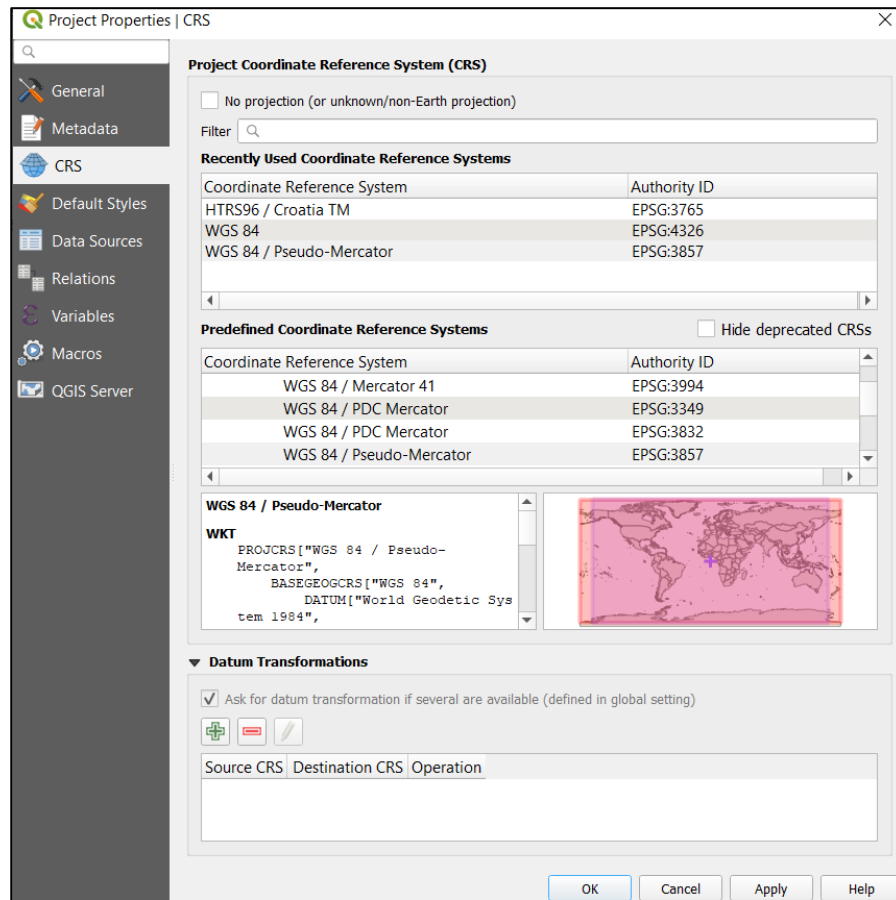 Project Properties | CRS
General
Metadata
CRS
Default Styles
Data Sources
Relations
Variables
Macros
QGIS Server
Project Coordinate Reference System (CRS)
No projection (or unknown/non-Earth projection)
Filter
Recently Used Coordinate Reference Systems
Coordinate Reference System Authority ID
HTRS96 / Croatia TM EPSG:3765
WGS 84 EPSG:4326
WGS 84 / Pseudo-Mercator EPSG:3857
Predefined Coordinate Reference Systems Hide deprecated CRSs
Coordinate Reference System Authority ID
WGS 84 / Mercator 41 EPSG:3994
WGS 84 / PDC Mercator EPSG:3349
WGS 84 / PDC Mercator EPSG:3832
WGS 84 / Pseudo-Mercator EPSG:3857
WGS 84 / Pseudo-Mercator
WKT
PROJCRS["WGS 84 / Pseudo-
Mercator",
BASEGEOGCRS["WGS 84",
DATUM["World Geodetic Sys
tem 1984",
Datum Transformations
Ask for datum transformation if several are available (defined in global setting)
Source CRS Destination CRS Operation
OK Cancel Apply Help